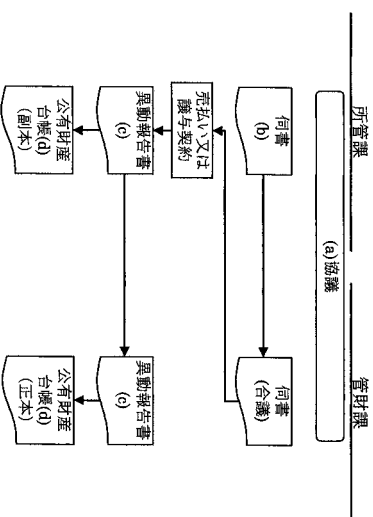 所管課
管財課
(a)協議
伺書
(b)
伺書
(合議)
売払い又は
譲与契約
異動報告書
(c)
異動報告書
(c)
公有財産
台帳(d)
(副本)
公有財産
台帳(d)
(正本)